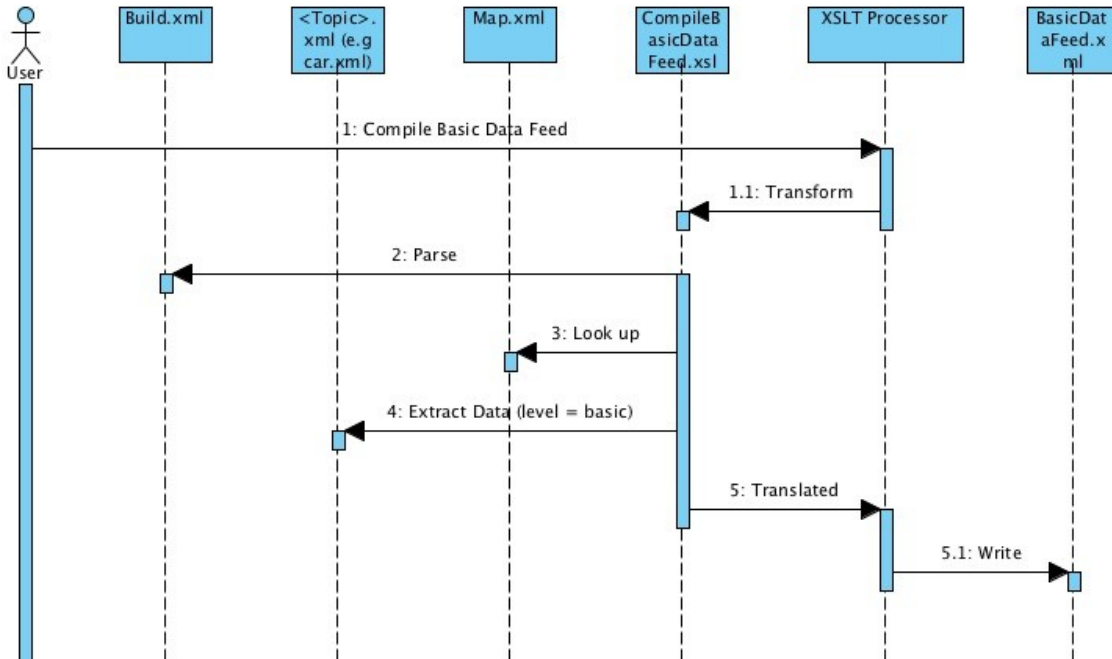 User
Build.xml
<Topic>.
xml (e.g
car.xml)
Map.xml
CompileB
asicData
Feed.xsl
XSLT Processor
BasicDat
aFeed.x
ml
1: Compile Basic Data Feed
1.1: Transform
2: Parse
3: Look up
4: Extract Data (level = basic)
5: Translated
5.1: Write